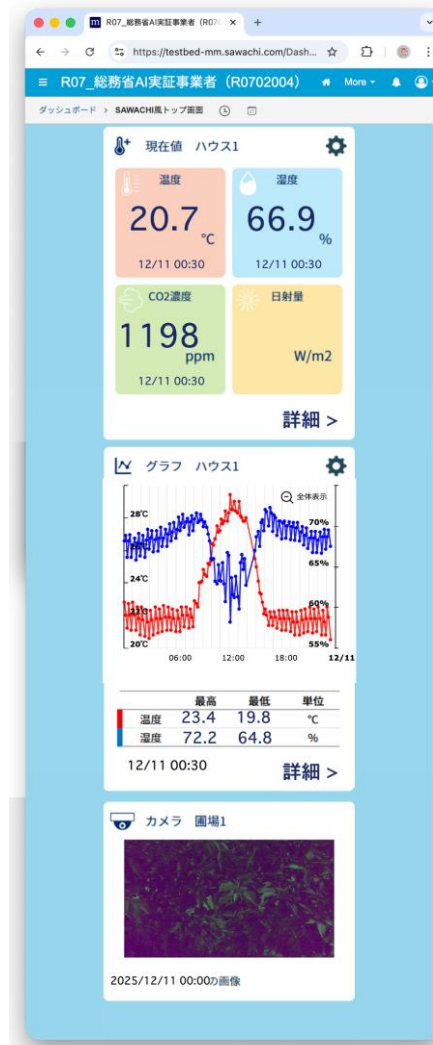 R07_総務省AI実証事業者 (R07
https://testbed-mm.sawachi.com/Dash...
R07_総務省AI実証事業者（R0702004） More
ダッシュボード > SAWACHI風トップ画面
現在値 ハウス1
温度
20.7
℃
12/11 00:30
湿度
66.9
%
12/11 00:30
CO2濃度
1198
ppm
12/11 00:30
日射量
W/m2
詳細 >
グラフ ハウス1
全体表示
28℃
26℃
24℃
22℃
20℃
70%
65%
60%
55%
06:00 12:00 18:00 12/11
最高 最低 単位
温度 23.4 19.8 ℃
湿度 72.2 64.8 %
12/11 00:30
詳細 >
カメラ 圃場1
2025/12/11 00:00の画像